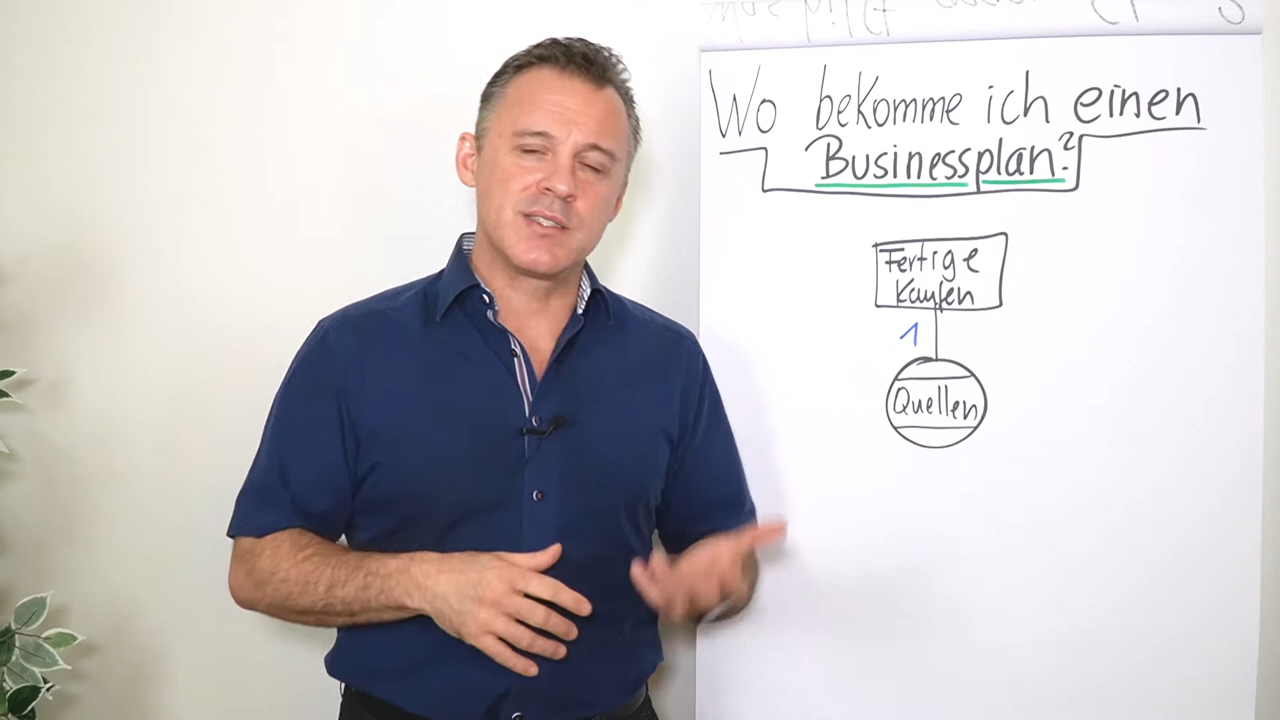 Wo bekomme ich einen
Businessplan?
Fertige
Kaufen
1
Quellen